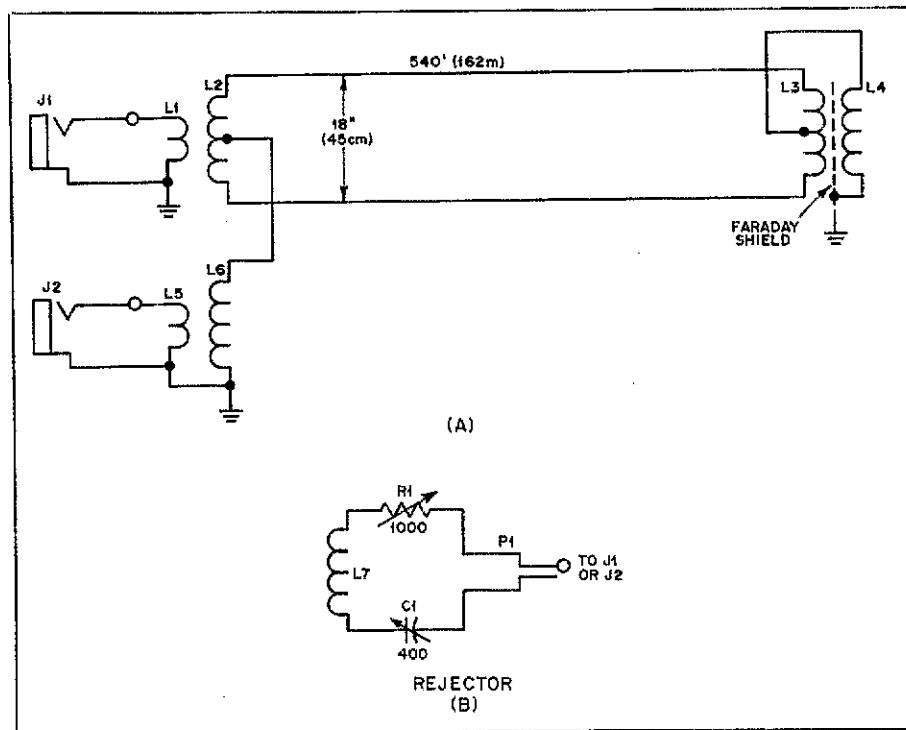 540' (162m)
L2
L3
L4
J1
L1
18"
(45cm)
FARADAY
SHIELD
L6
J2
L5
(A)
R1
1000
P1
L7
TO J1
OR J2
C1
400
REJECTOR
(B)